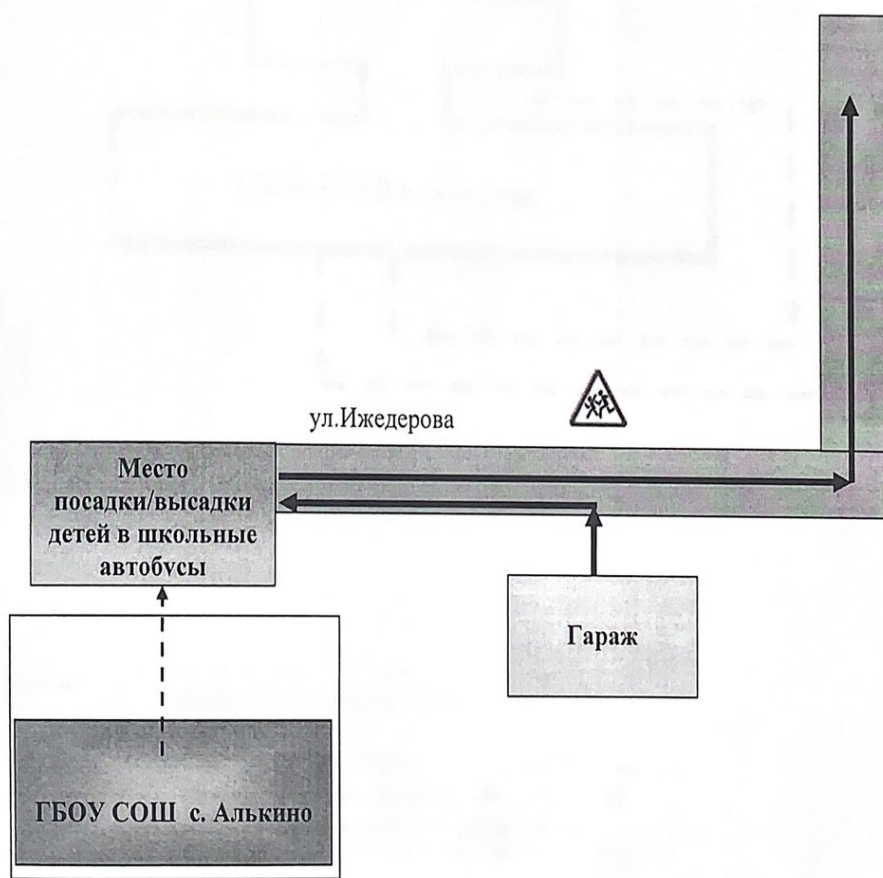 ул.Ижедерова
Место
посадки/высадки
детей в школьные
автобусы
Гараж
ГБОУ СОШ с. Алькино